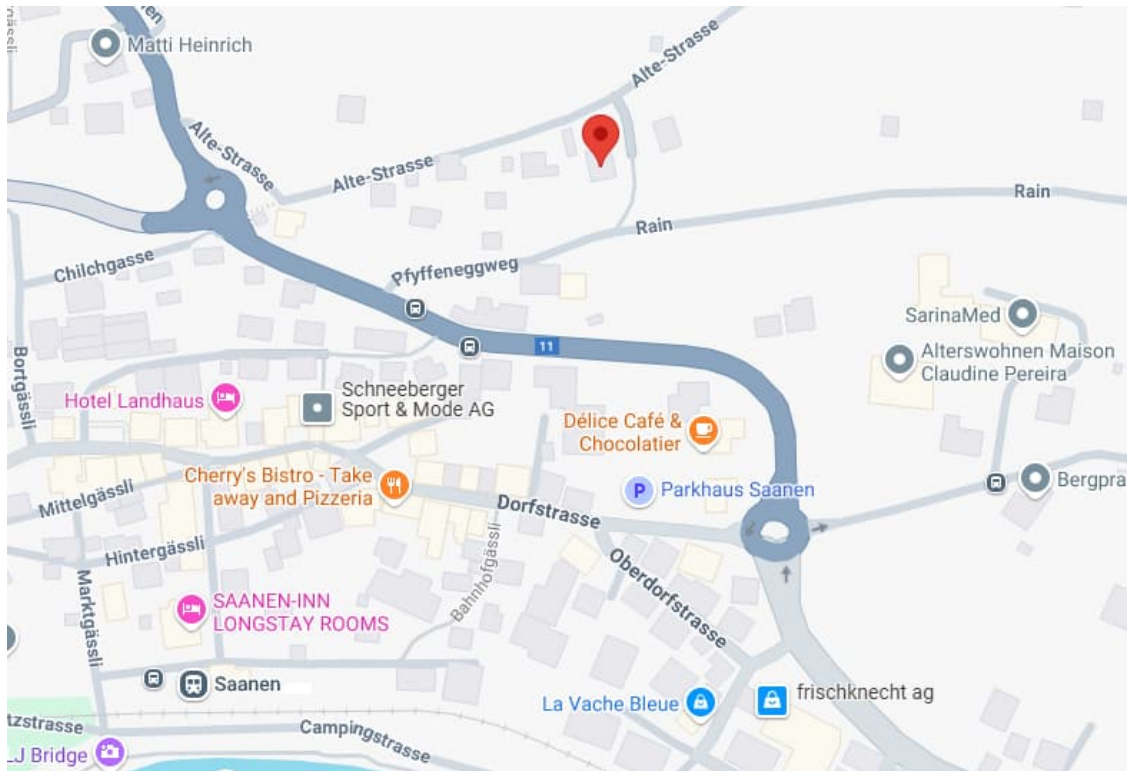 Matti Heinrich
Alte-Strasse
Alte-Strasse
Alte-Strasse
Rain
Rain
Chilchgasse
Pfyffeneggweg
11
SarinaMed
Alterswohnen Maison
Claudine Pereira
Bortgässli
Hotel Landhaus
Schneeberger
Sport & Mode AG
Délice Café &
Chocolatier
Cherry's Bistro - Take
away and Pizzeria
P
Parkhaus Saanen
Bergpra
Mittelgässli
Dorfstrasse
Hintergässli
Bahnhofgässli
Oberdorfstrasse
Marktgässli
SAANEN-INN
LONGSTAY ROOMS
Saanen
La Vache Bleue
frischknecht ag
tzstrasse
Campingstrasse
LJ Bridge